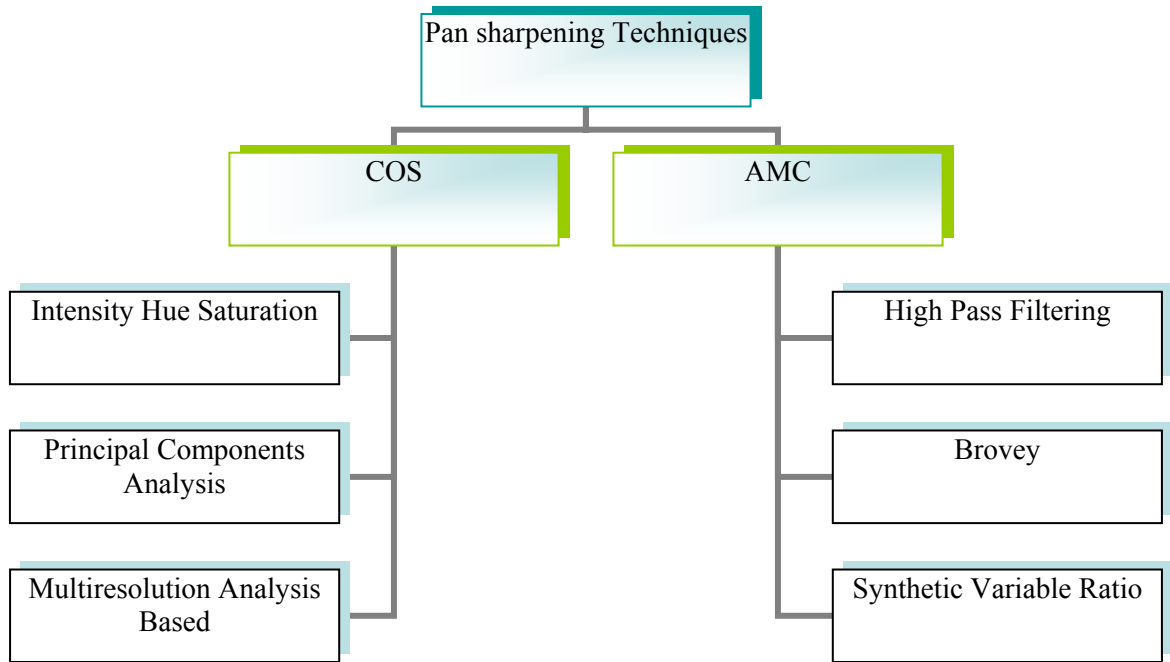 Pan sharpening Techniques
COS
AMC
Intensity Hue Saturation
High Pass Filtering
Principal Components
Analysis
Brovey
Multiresolution Analysis
Based
Synthetic Variable Ratio